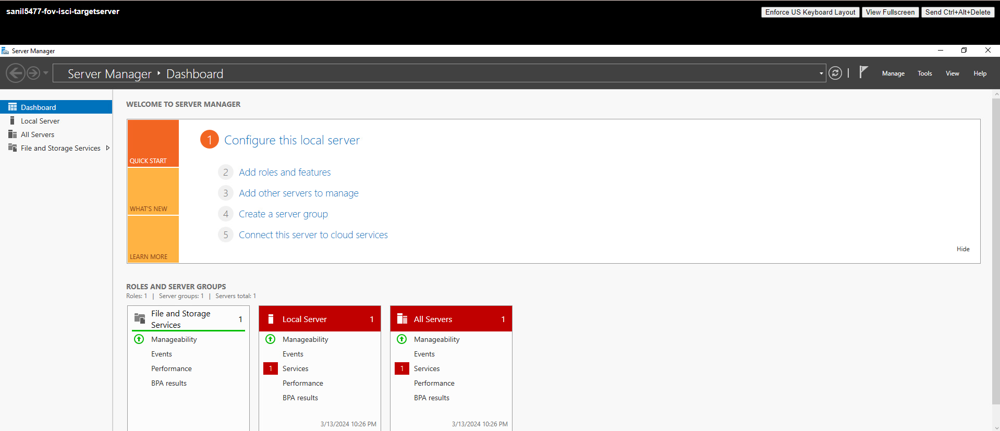 sanil5477-fov-isci-targetserver
Enforce US Keyboard Layout View Fullscreen Send Ctrl+Alt+Delete
Server Manager
Server Manager Dashboard
Manage Tools View Help
Dashboard
Local Server
All Servers
File and Storage Services
WELCOME TO SERVER MANAGER
QUICK START
WHAT'S NEW
LEARN MORE
1 Configure this local server
2 Add roles and features
3 Add other servers to manage
4 Create a server group
5 Connect this server to cloud services
Hide
ROLES AND SERVER GROUPS
Roles: 1 | Server groups: 1 | Servers total: 1
File and Storage
Services
1
Manageability
Events
Performance
BPA results
Local Server 1
Manageability
Events
1 Services
Performance
BPA results
3/13/2024 10:26 PM
All Servers 1
Manageability
Events
1 Services
Performance
BPA results
3/13/2024 10:26 PM